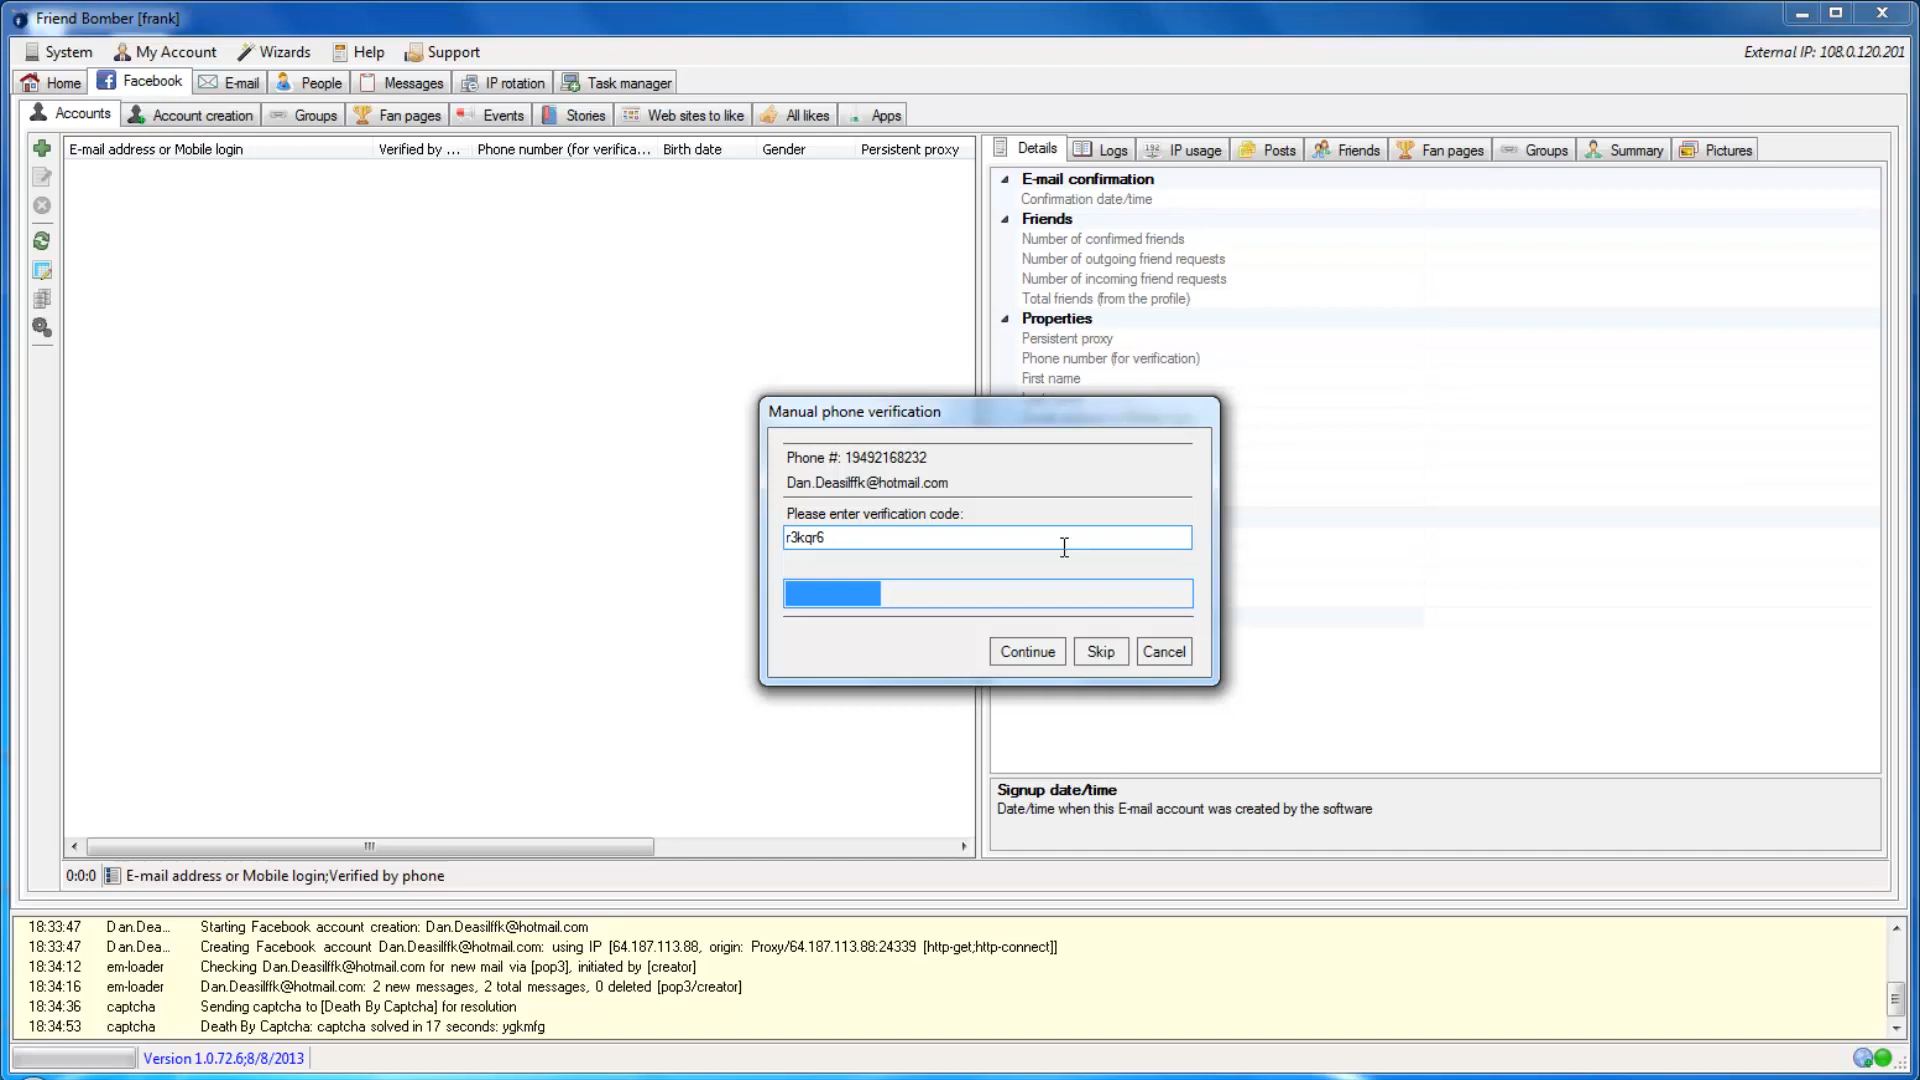 Friend Bomber [frank]
System My Account Wizards Help Support External IP: 108.0.120.201
Home Facebook E-mail People Messages IP rotation Task manager
Accounts Account creation Groups Fan pages Events Stories Web sites to like All likes Apps
E-mail address or Mobile login Verified by ... Phone number (for verifica... Birth date Gender Persistent proxy
Details Logs IP usage Posts Friends Fan pages Groups Summary Pictures
E-mail confirmation
Confirmation date/time
Friends
Number of confirmed friends
Number of outgoing friend requests
Number of incoming friend requests
Total friends (from the profile)
Properties
Persistent proxy
Phone number (for verification)
First name
Manual phone verification
Phone #: 19492168232
Dan.Deasilffk@hotmail.com
Please enter verification code:
r3kqr6
Continue Skip Cancel
Signup date/time
Date/time when this E-mail account was created by the software
0:0:0 E-mail address or Mobile login;Verified by phone
18:33:47 Dan.Dea... Starting Facebook account creation: Dan.Deasilffk@hotmail.com
18:33:47 Dan.Dea... Creating Facebook account Dan.Deasilffk@hotmail.com: using IP [64.187.113.88, origin: Proxy/64.187.113.88:24339 [http-get;http-connect]]
18:34:12 em-loader Checking Dan.Deasilffk@hotmail.com for new mail via [pop3], initiated by [creator]
18:34:16 em-loader Dan.Deasilffk@hotmail.com: 2 new messages, 2 total messages, 0 deleted [pop3/creator]
18:34:36 captcha Sending captcha to [Death By Captcha] for resolution
18:34:53 captcha Death By Captcha: captcha solved in 17 seconds: ygkmfg
Version 1.0.72.6;8/8/2013